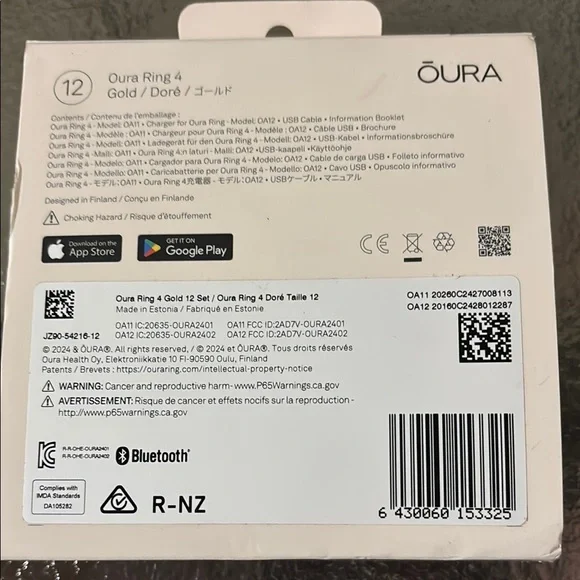 12
Oura Ring 4
Gold / Doré / ゴールド
ŌURA
Contents / Contenu de l'emballage :
Oura Ring 4 - Model: OA11 • Charger for Oura Ring - Model: OA12 • USB Cable • Information Booklet
Oura Ring 4 - Modèle : OA11 • Chargeur pour Oura Ring - Modèle : OA12 • Câble USB • Brochure
Oura Ring 4 - Modell: OA11 • Ladegerät für den Oura Ring 4 - Modell: OA12 • USB-Kabel • Informationsbroschüre
Oura Ring 4 - Malli: OA11 • Oura Ring 4:n laturi - Malli: OA12 • USB-kaapeli • Käyttöohje
Oura Ring 4 - Modelo: OA11 • Cargador para Oura Ring 4 - Modelo: OA12 • Cable de carga USB • Folleto informativo
Oura Ring 4 - Modello: OA11 • Caricabatterie per Oura Ring 4 - Modello: OA12 • Cavo USB • Opuscolo informativo
Oura Ring 4 - モデル: OA11 • Oura Ring 4充電器 - モデル: OA12 • USBケーブル • マニュアル
Designed in Finland / Conçu en Finlande
Choking Hazard / Risque d'étouffement
Download on the
App Store
GET IT ON
Google Play
CE
Oura Ring 4 Gold 12 Set / Oura Ring 4 Doré Taille 12
Made in Estonia / Fabriqué en Estonie
OA11 20260C2427008113
OA12 20160C2428012287
JZ90-54216-12
OA11 IC:20635-OURA2401 OA11 FCC ID:2AD7V-OURA2401
OA12 IC:20635-OURA2402 OA12 FCC ID:2AD7V-OURA2402
© 2024 & ŌURA®. All rights reserved, / © 2024 et ŌURA®. Tous droits réservés
Oura Health Oy, Elektroniikkatie 10 FI-90590 Oulu, Finland
Patents / Brevets : https://ouraring.com/intellectual-property-notice
WARNING: Cancer and reproductive harm- www.P65Warnings.ca.gov
AVERTISSEMENT: Risque de cancer et effets nocifs sur la reproduction -
http://www.p65warnings.ca.gov
R-R-OHE-OURA2401
R-R-OHE-OURA2402
Bluetooth®
Complies with
IMDA Standards
DA105282
R-NZ
6 430060 153325